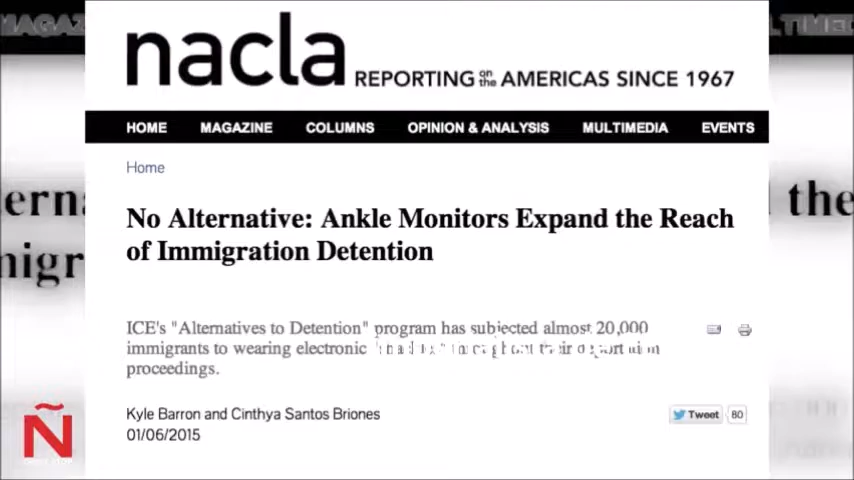 nacla REPORTING on the AMERICAS SINCE 1967
HOME MAGAZINE COLUMNS OPINION & ANALYSIS MULTIMEDIA EVENTS
Home
No Alternative: Ankle Monitors Expand the Reach
of Immigration Detention
ICE's "Alternatives to Detention" program has subjected almost 20,000
immigrants to wearing electronic throughout their
proceedings.
Kyle Barron and Cinthya Santos Briones
Tweet 80
01/06/2015
Ñ